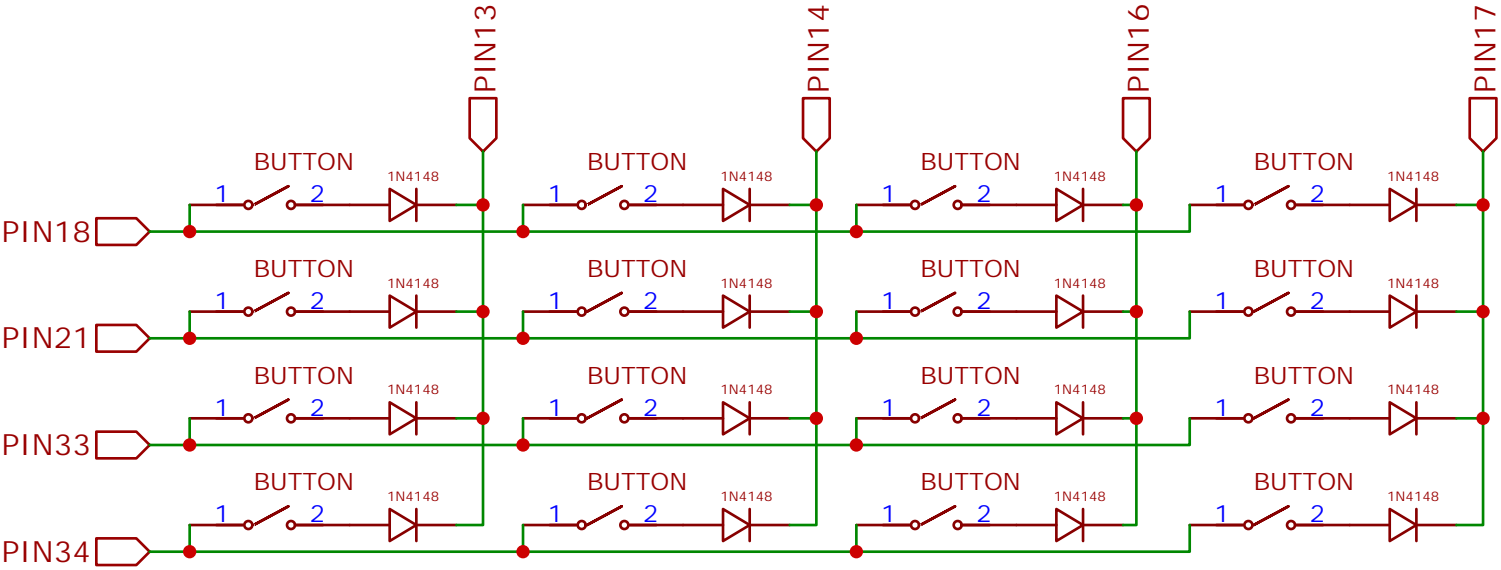 PIN13 PIN14 PIN16 PIN17
BUTTON BUTTON BUTTON BUTTON
1N4148 1N4148 1N4148 1N4148
1 2 1 2 1 2 1 2
PIN18
BUTTON BUTTON BUTTON BUTTON
1N4148 1N4148 1N4148 1N4148
1 2 1 2 1 2 1 2
PIN21
BUTTON BUTTON BUTTON BUTTON
1N4148 1N4148 1N4148 1N4148
1 2 1 2 1 2 1 2
PIN33
BUTTON BUTTON BUTTON BUTTON
1N4148 1N4148 1N4148 1N4148
1 2 1 2 1 2 1 2
PIN34